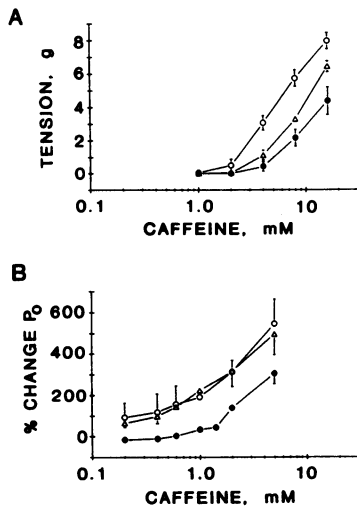 A
TENSION, g
8
6
4
2
0
0.1
1.0
10
CAFFEINE, mM
B
% CHANGE Po
600
400
200
0
0.1
1.0
10
CAFFEINE, mM